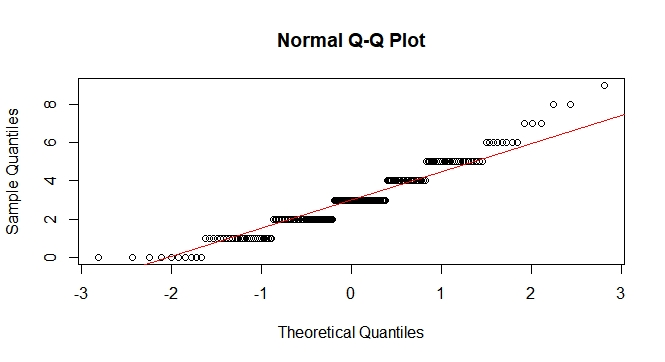 Normal Q-Q Plot
Sample Quantiles
8
6
4
2
0
-3 -2 -1 0 1 2 3
Theoretical Quantiles